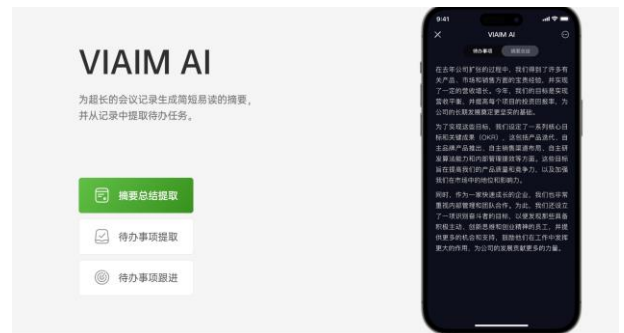 VIAIM AI
为超长的会议记录生成简短易读的摘要，
并从记录中提取待办任务。
摘要总结提取
待办事项提取
待办事项跟进
9:41
VIAIM AI
待办事项 摘要总结
在去年公司扩张的过程中，我们得到了许多有
关产品、市场和销售方面的宝贵经验，并实现
了一定的营收增长。今年，我们的目标是实现
营收平衡，并提高每个项目的投资回报率，为
公司的长期发展奠定更坚实的基础。
为了实现这些目标，我们设定了一系列核心目
标和关键成果（OKR），这包括产品迭代、自
主品牌产品推出、自主销售渠道布局、自主研
发算法能力和内部管理提效等方面。这些目标
旨在提高我们的产品质量和竞争力，以及加强
我们在市场中的地位和影响力。
同时，作为一家快速成长的企业，我们也非常
重视内部管理和团队合作。为此，我们还设立
了一项识别奋斗者的目标，以便发现那些具备
积极主动、创新思维和创业精神的员工，并提
供更多的机会和支持，鼓励他们在工作中发挥
更大的作用，为公司的发展贡献更多的力量。